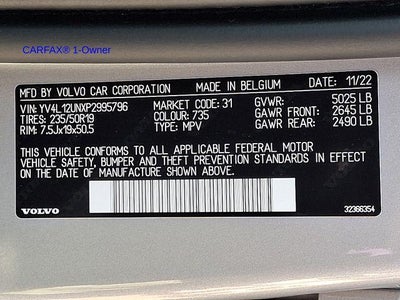 CARFAX® 1-Owner
MFD BY VOLVO CAR CORPORATION MADE IN BELGIUM DATE: 11/22
VIN: YV4L12UNXP2995796 MARKET CODE: 31 GVWR: 5025 LB
TIRES: 235/50R19 COLOUR: 735 GAWR FRONT: 2645 LB
RIM: 7.5Jx19x50.5 TYPE: MPV GAWR REAR: 2490 LB
THIS VEHICLE CONFORMS TO ALL APPLICABLE FEDERAL MOTOR
VEHICLE SAFETY, BUMPER AND THEFT PREVENTION STANDARDS IN EFFECT
ON THE DATE OF MANUFACTURE SHOWN ABOVE.
VOLVO 32366354